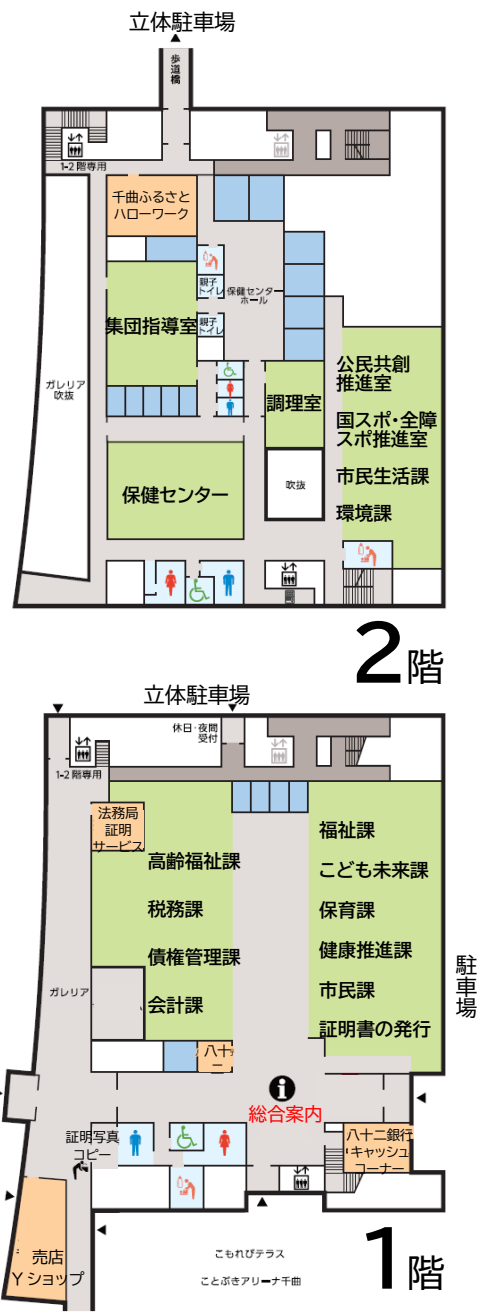 立体駐車場
歩道橋
1-2 階専用
千曲ふるさと
ハローワーク
親子
トイレ
保健センター
ホール
集団指導室
親子
トイレ
ガレリア
吹抜
調理室
公民共創
推進室
国スポ・全障
スポ推進室
市民生活課
環境課
保健センター
吹抜
2階
立体駐車場
休日・夜間
受付
1-2 階専用
法務局
証明
サービス
高齢福祉課
税務課
債権管理課
会計課
福祉課
こども未来課
保育課
健康推進課
市民課
証明書の発行
駐車場
ガレリア
八十
二
i
総合案内
証明写真
コピー
八十二銀行
キャッシュ
コーナー
売店
Y ショップ
1階
こもれびテラス
ことぶきアリーナ千曲